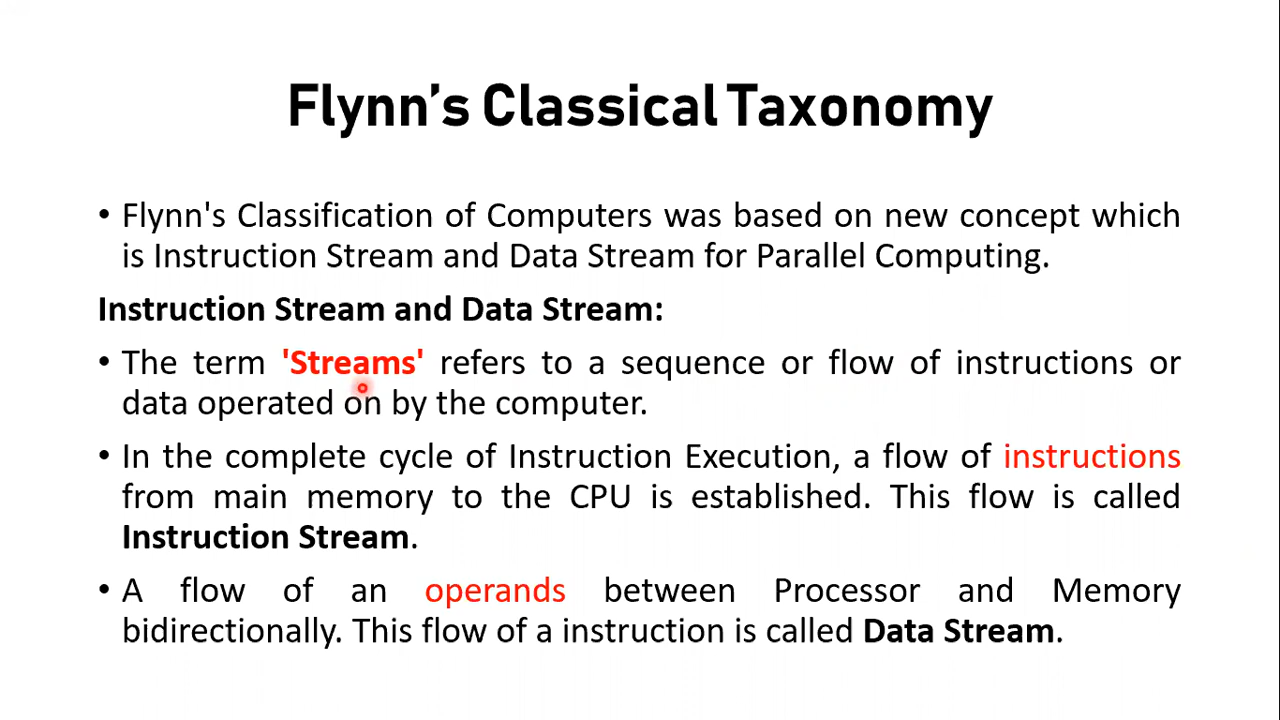 Flynn's Classical Taxonomy
• Flynn's Classification of Computers was based on new concept which
is Instruction Stream and Data Stream for Parallel Computing.
Instruction Stream and Data Stream:
• The term 'Streams' refers to a sequence or flow of instructions or
data operated on by the computer.
• In the complete cycle of Instruction Execution, a flow of instructions
from main memory to the CPU is established. This flow is called
Instruction Stream.
• A flow of an operands between Processor and Memory
bidirectionally. This flow of a instruction is called Data Stream.